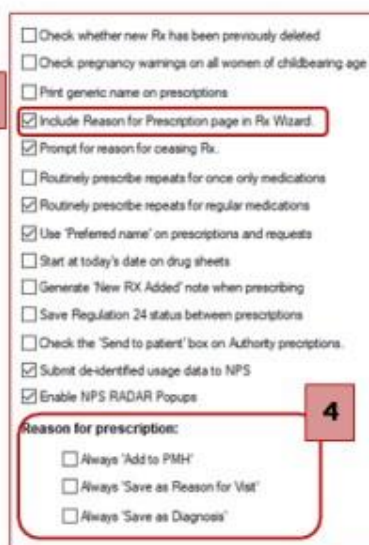 Check whether new Rx has been previously deleted
Check pregnancy warnings on all women of childbearing age
Print generic name on prescriptions
Include Reason for Prescription page in Rx Wizard.
Prompt for reason for ceasing Rx.
Routinely prescribe repeats for once only medications
Routinely prescribe repeats for regular medications
Use 'Preferred name' on prescriptions and requests
Start at today's date on drug sheets
Generate 'New RX Added' note when prescribing
Save Regulation 24 status between prescriptions
Check the 'Send to patient' box on Authority precriptions.
Submit de-identified usage data to NPS
Enable NPS RADAR Popups
4
Reason for prescription:
Always 'Add to PMH'
Always 'Save as Reason for Visit'
Always 'Save as Diagnosis'